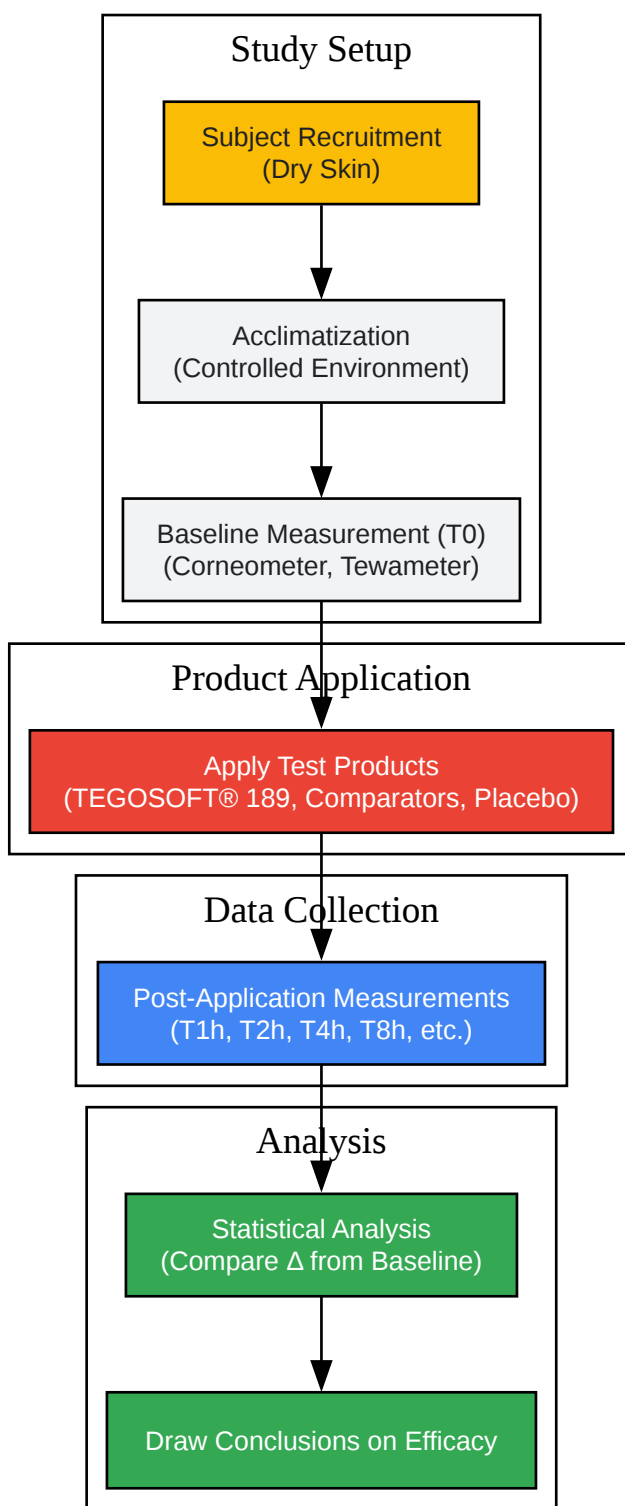 Study Setup
Subject Recruitment
(Dry Skin)
Acclimatization
(Controlled Environment)
Baseline Measurement (T0)
(Corneometer, Tewameter)
Product Application
Apply Test Products
(TEGOSOFT® 189, Comparators, Placebo)
Data Collection
Post-Application Measurements
(T1h, T2h, T4h, T8h, etc.)
Analysis
Statistical Analysis
(Compare Δ from Baseline)
Draw Conclusions on Efficacy